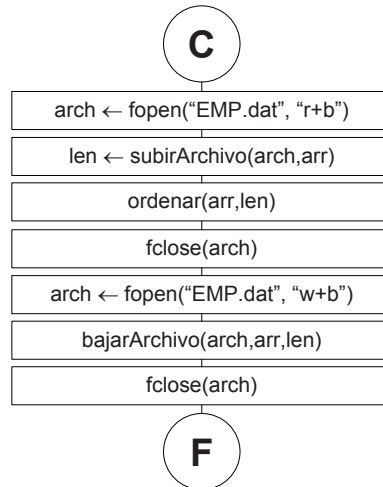 C
arch ← fopen(“EMP.dat”, “r+b”)
len ← subirArchivo(arch,arr)
ordenar(arr,len)
fclose(arch)
arch ← fopen(“EMP.dat”, “w+b”)
bajarArchivo(arch,arr,len)
fclose(arch)
F